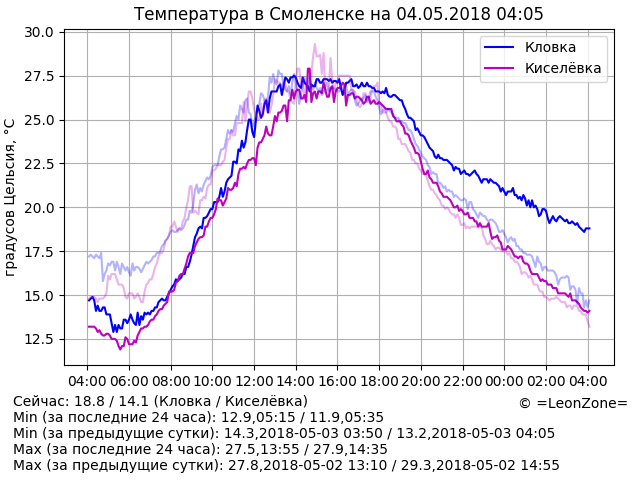 Температура в Смоленске на 04.05.2018 04:05
Кловка
Киселёвка
градусов Цельсия, °C
30.0
27.5
25.0
22.5
20.0
17.5
15.0
12.5
04:00 06:00 08:00 10:00 12:00 14:00 16:00 18:00 20:00 22:00 00:00 02:00 04:00
Сейчас: 18.8 / 14.1 (Кловка / Киселёвка)
© =LeonZone=
Min (за последние 24 часа): 12.9,05:15 / 11.9,05:35
Min (за предыдущие сутки): 14.3,2018-05-03 03:50 / 13.2,2018-05-03 04:05
Max (за последние 24 часа): 27.5,13:55 / 27.9,14:35
Max (за предыдущие сутки): 27.8,2018-05-02 13:10 / 29.3,2018-05-02 14:55